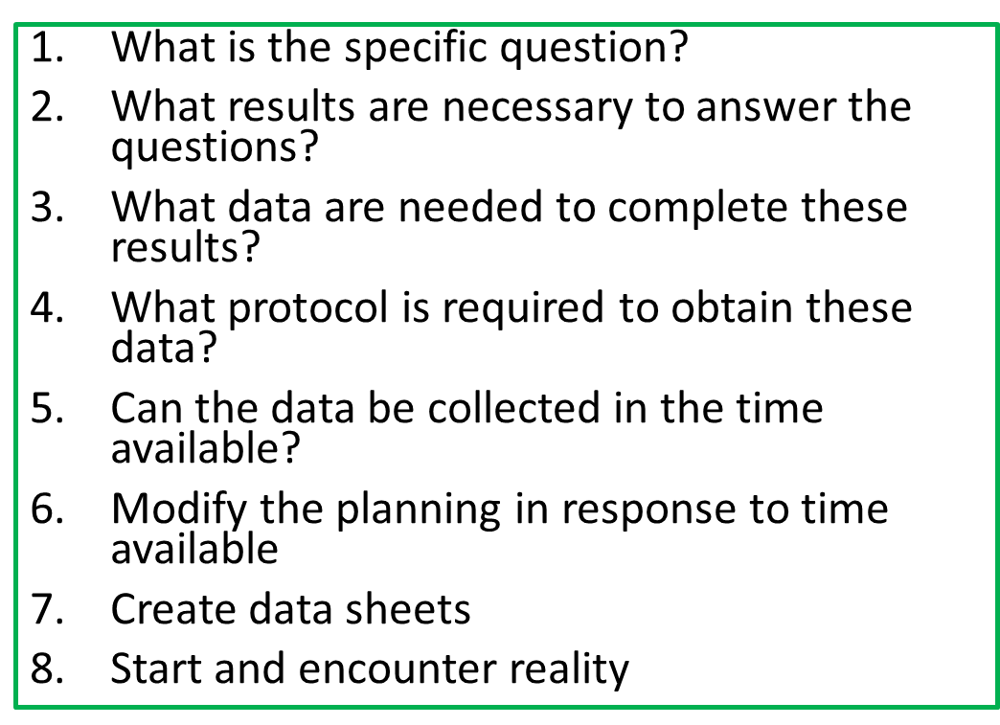 1. What is the specific question?
2. What results are necessary to answer the
questions?
3. What data are needed to complete these
results?
4. What protocol is required to obtain these
data?
5. Can the data be collected in the time
available?
6. Modify the planning in response to time
available
7. Create data sheets
8. Start and encounter reality